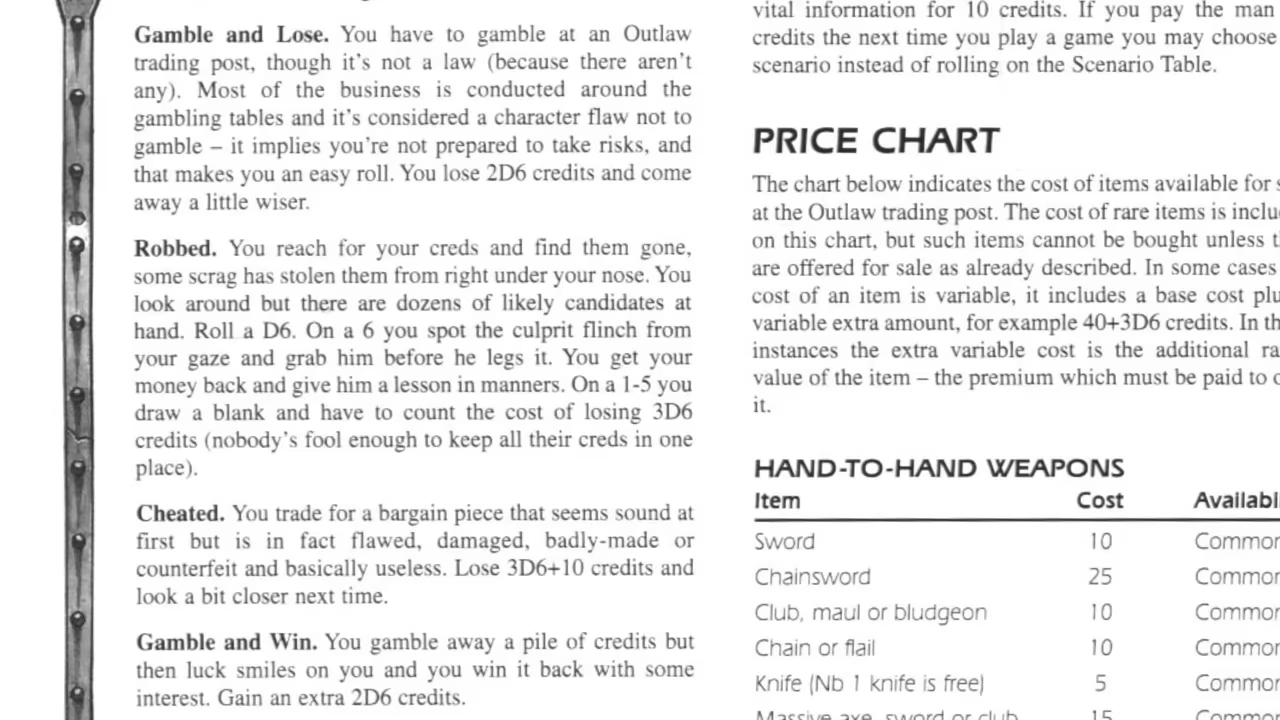 Gamble and Lose. You have to gamble at an Outlaw
trading post, though it's not a law (because there aren't
any). Most of the business is conducted around the
gambling tables and it's considered a character flaw not to
gamble – it implies you're not prepared to take risks, and
that makes you an easy roll. You lose 2D6 credits and come
away a little wiser.
Robbed. You reach for your creds and find them gone,
some scrag has stolen them from right under your nose. You
look around but there are dozens of likely candidates at
hand. Roll a D6. On a 6 you spot the culprit flinch from
your gaze and grab him before he legs it. You get your
money back and give him a lesson in manners. On a 1-5 you
draw a blank and have to count the cost of losing 3D6
credits (nobody's fool enough to keep all their creds in one
place).
Cheated. You trade for a bargain piece that seems sound at
first but is in fact flawed, damaged, badly-made or
counterfeit and basically useless. Lose 3D6+10 credits and
look a bit closer next time.
Gamble and Win. You gamble away a pile of credits but
then luck smiles on you and you win it back with some
interest. Gain an extra 2D6 credits.
vital information for 10 credits. If you pay the man
credits the next time you play a game you may choose
scenario instead of rolling on the Scenario Table.
PRICE CHART
The chart below indicates the cost of items available for
at the Outlaw trading post. The cost of rare items is
on this chart, but such items cannot be bought unless
are offered for sale as already described. In some cases
cost of an item is variable, it includes a base cost
variable extra amount, for example 40+3D6 credits. In
instances the extra variable cost is the additional
value of the item – the premium which must be paid to
it.
HAND-TO-HAND WEAPONS
Item Cost
Sword 10 Common
Chainsword 25 Common
Club, maul or bludgeon 10 Common
Chain or flail 10 Common
Knife (Nb 1 knife is free) 5 Common
Massive axe, sword or club 15 Common